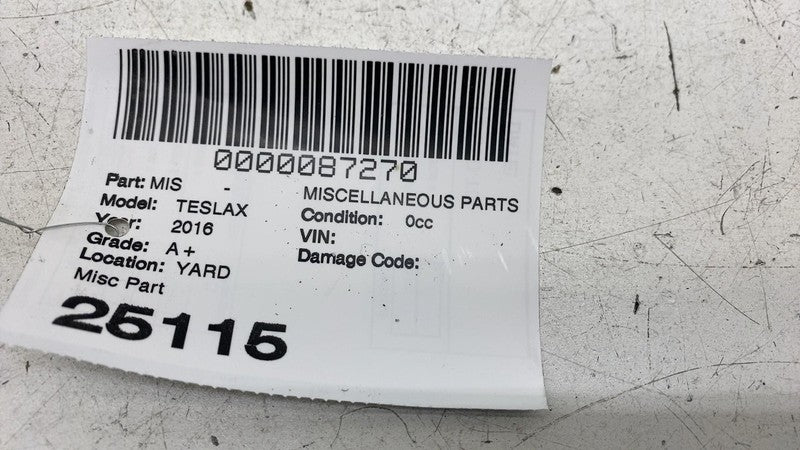 0000087270
Part: MIS - MISCELLANEOUS PARTS
Model: TESLAX Condition: 0cc
Year: 2016 VIN:
Grade: A+ Damage Code:
Location: YARD
Misc Part
25115